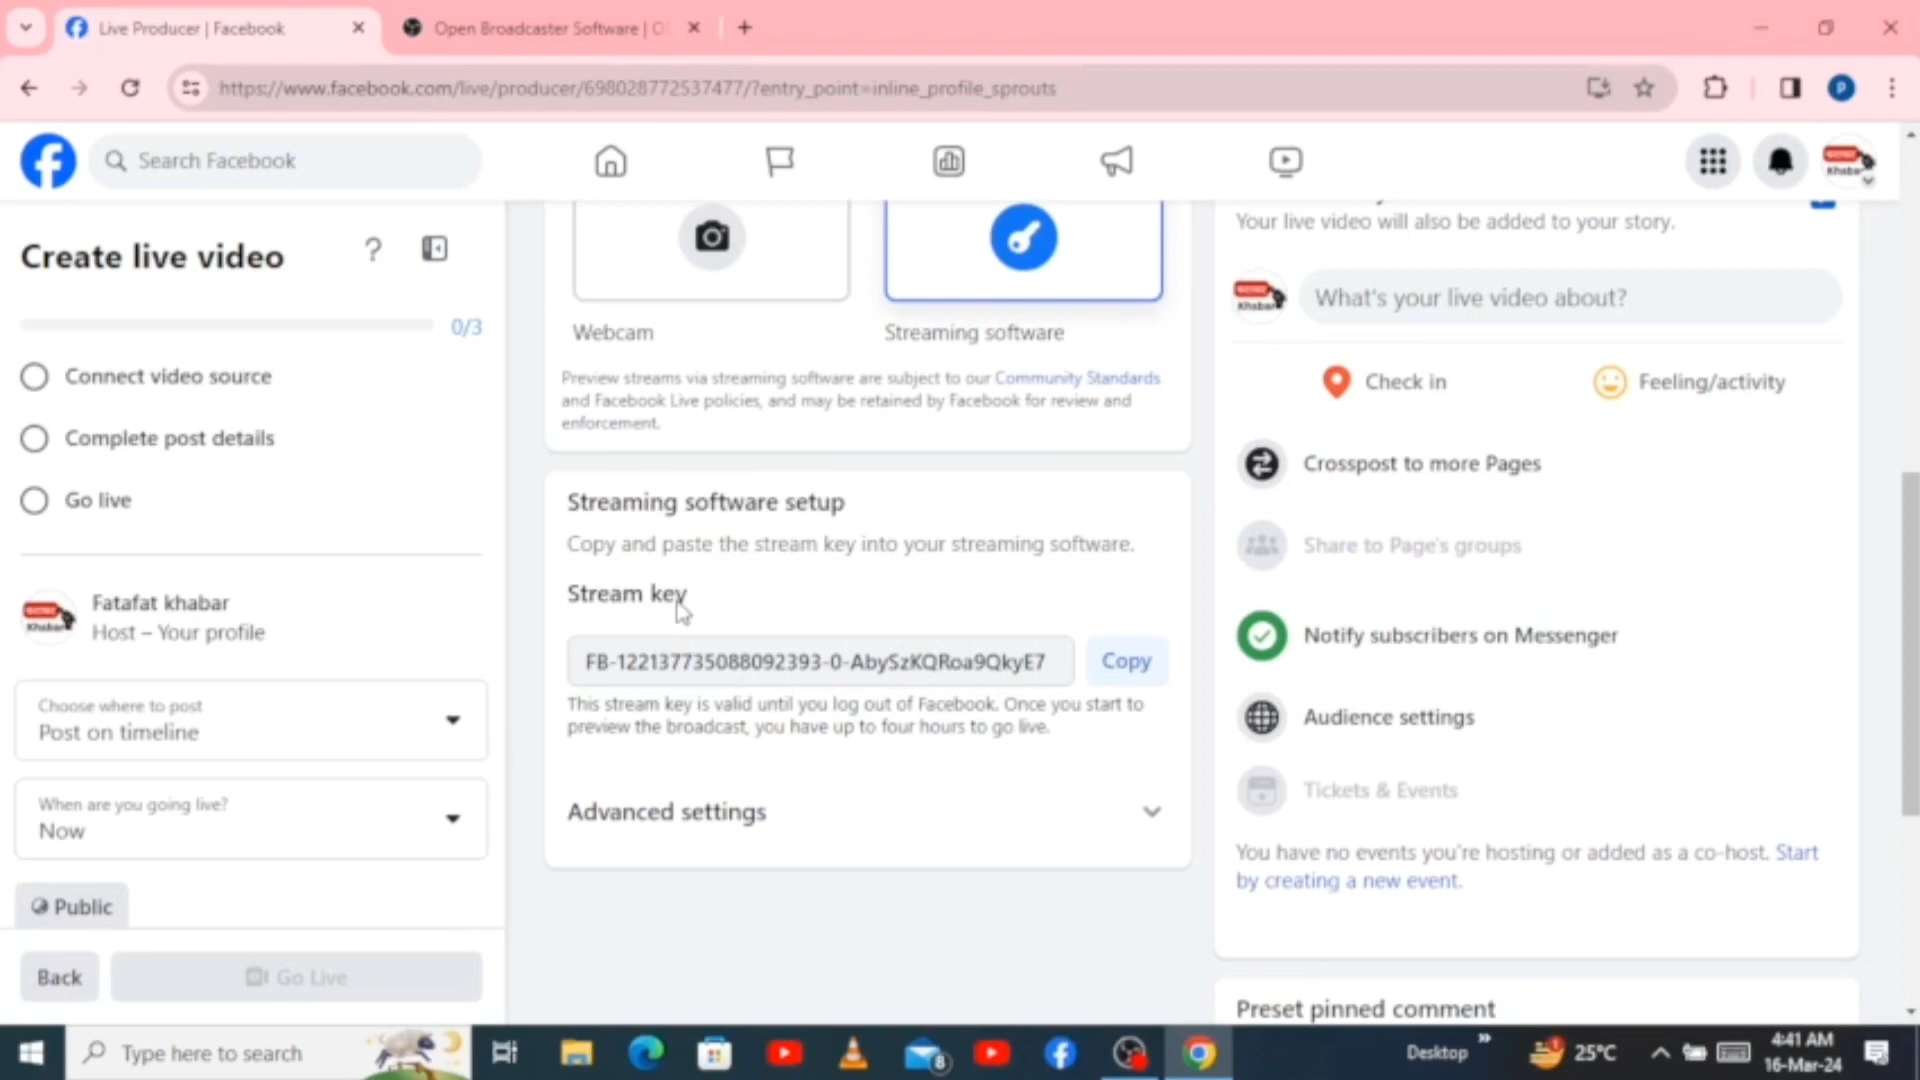 Live Producer | Facebook
Open Broadcaster Software | O
https://www.facebook.com/live/producer/698028772537477/?entry_point=inline_profile_sprouts
P
Search Facebook
Create live video
?
0/3
Connect video source
Complete post details
Go live
Fatafat khabar
Host – Your profile
Choose where to post
Post on timeline
When are you going live?
Now
Public
Back
Go Live
Webcam
Streaming software
Preview streams via streaming software are subject to our Community Standards
and Facebook Live policies, and may be retained by Facebook for review and
enforcement.
Streaming software setup
Copy and paste the stream key into your streaming software.
Stream key
FB-122137735088092393-0-AbySzKQRoa9QkyE7
Copy
This stream key is valid until you log out of Facebook. Once you start to
preview the broadcast, you have up to four hours to go live.
Advanced settings
Your live video will also be added to your story.
Khabar
What's your live video about?
Check in
Feeling/activity
Crosspost to more Pages
Share to Page's groups
Notify subscribers on Messenger
Audience settings
Tickets & Events
You have no events you're hosting or added as a co-host. Start
by creating a new event.
Preset pinned comment
Type here to search
8
Desktop
25°C
4:41 AM
16-Mar-24